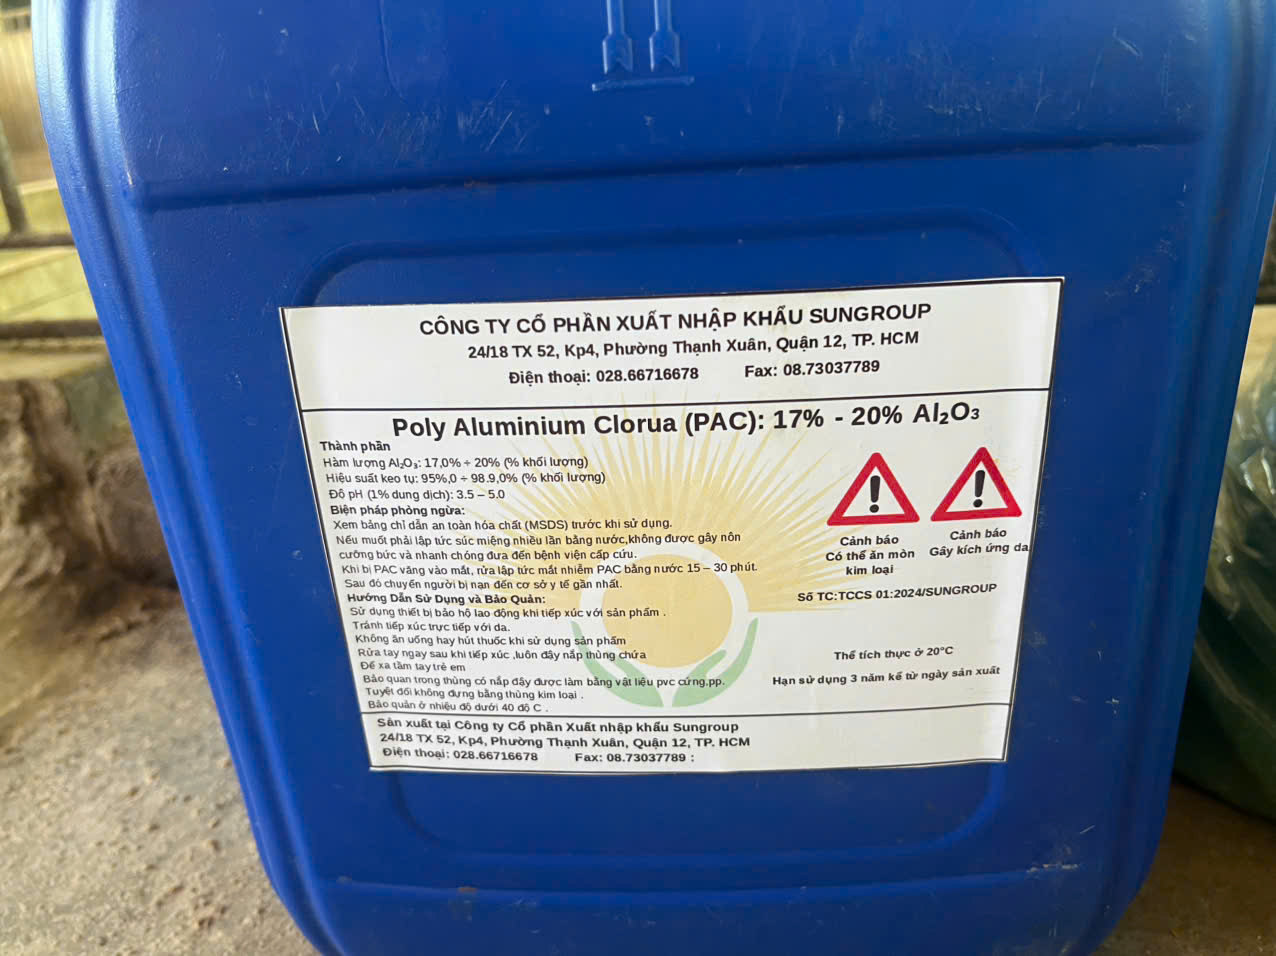 CÔNG TY CỔ PHẦN XUẤT NHẬP KHẨU SUNGROUP
24/18 TX 52, Kp4, Phường Thạnh Xuân, Quận 12, TP. HCM
Điện thoại: 028.66716678 Fax: 08.73037789
Poly Aluminium Clorua (PAC): 17% - 20% Al₂O₃
Thành phần
Hàm lượng Al₂O₃: 17,0% ÷ 20% (% khối lượng)
Hiệu suất keo tụ: 95%,0 ÷ 98.9,0% (% khối lượng)
Độ pH (1% dung dịch): 3.5 – 5.0
Biện pháp phòng ngừa:
Xem bảng chỉ dẫn an toàn hóa chất (MSDS) trước khi sử dụng.
Nếu muốt phải lập tức súc miệng nhiều lần bằng nước,không được gây nôn
cưỡng bức và nhanh chóng đưa đến bệnh viện cấp cứu.
Khi bị PAC văng vào mắt, rửa lập tức mắt nhiễm PAC bằng nước 15 – 30 phút.
Sau đó chuyển người bị nạn đến cơ sở y tế gần nhất.
Hướng Dẫn Sử Dụng và Bảo Quản:
Sử dụng thiết bị bảo hộ lao động khi tiếp xúc với sản phẩm .
Tránh tiếp xúc trực tiếp với da.
Không ăn uống hay hút thuốc khi sử dụng sản phẩm
Rửa tay ngay sau khi tiếp xúc ,luôn đậy nắp thùng chứa
Để xa tầm tay trẻ em
Bảo quan trong thùng có nắp đậy được làm bằng vật liệu pvc cứng,pp.
Tuyệt đối không đựng bằng thùng kim loại .
Bảo quản ở nhiệu độ dưới 40 độ C .
Cảnh báo
Có thể ăn mòn
kim loại
Cảnh báo
Gây kích ứng da
Số TC:TCCS 01:2024/SUNGROUP
Thể tích thực ở 20°C
Hạn sử dụng 3 năm kể từ ngày sản xuất
Sản xuất tại Công ty Cổ phần Xuất nhập khẩu Sungroup
24/18 TX 52, Kp4, Phường Thạnh Xuân, Quận 12, TP. HCM
Điện thoại: 028.66716678 Fax: 08.73037789 :